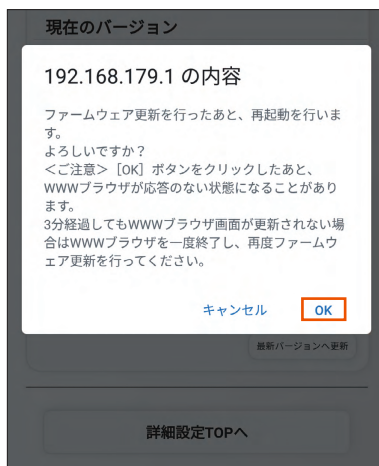 現在のバージョン
192.168.179.1 の内容
ファームウェア更新を行ったあと、再起動を行いま
す。
よろしいですか？
<ご注意> [OK] ボタンをクリックしたあと、
WWWブラウザが応答のない状態になることがあり
ます。
3分経過してもWWWブラウザ画面が更新されない場
合はWWWブラウザを一度終了し、再度ファームウ
ェア更新を行ってください。
キャンセル OK
最新バージョンへ更新
詳細設定TOPへ